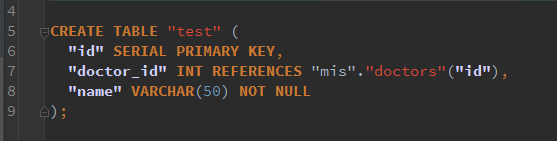 4
5 CREATE TABLE "test" (
6 "id" SERIAL PRIMARY KEY,
7 "doctor_id" INT REFERENCES "mis"."doctors"("id"),
8 "name" VARCHAR(50) NOT NULL
9 );